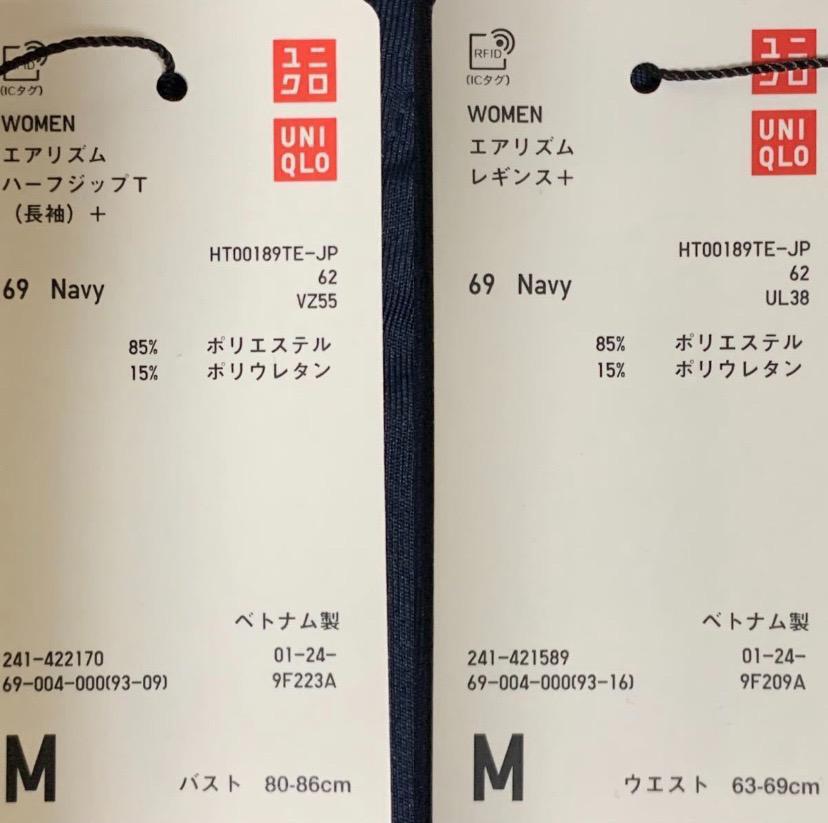 RFID
(ICタグ)
ユニ
クロ
UNI
QLO
WOMEN
エアリズム
ハーフジップT
(長袖)+
HT00189TE-JP
69 Navy
62
VZ55
85% ポリエステル
15% ポリウレタン
ベトナム製
241-422170 01-24-
69-004-000(93-09) 9F223A
M バスト 80-86cm
RFID
(ICタグ)
ユニ
クロ
UNI
QLO
WOMEN
エアリズム
レギンス+
HT00189TE-JP
69 Navy
62
UL38
85% ポリエステル
15% ポリウレタン
ベトナム製
241-421589 01-24-
69-004-000(93-16) 9F209A
M ウエスト 63-69cm